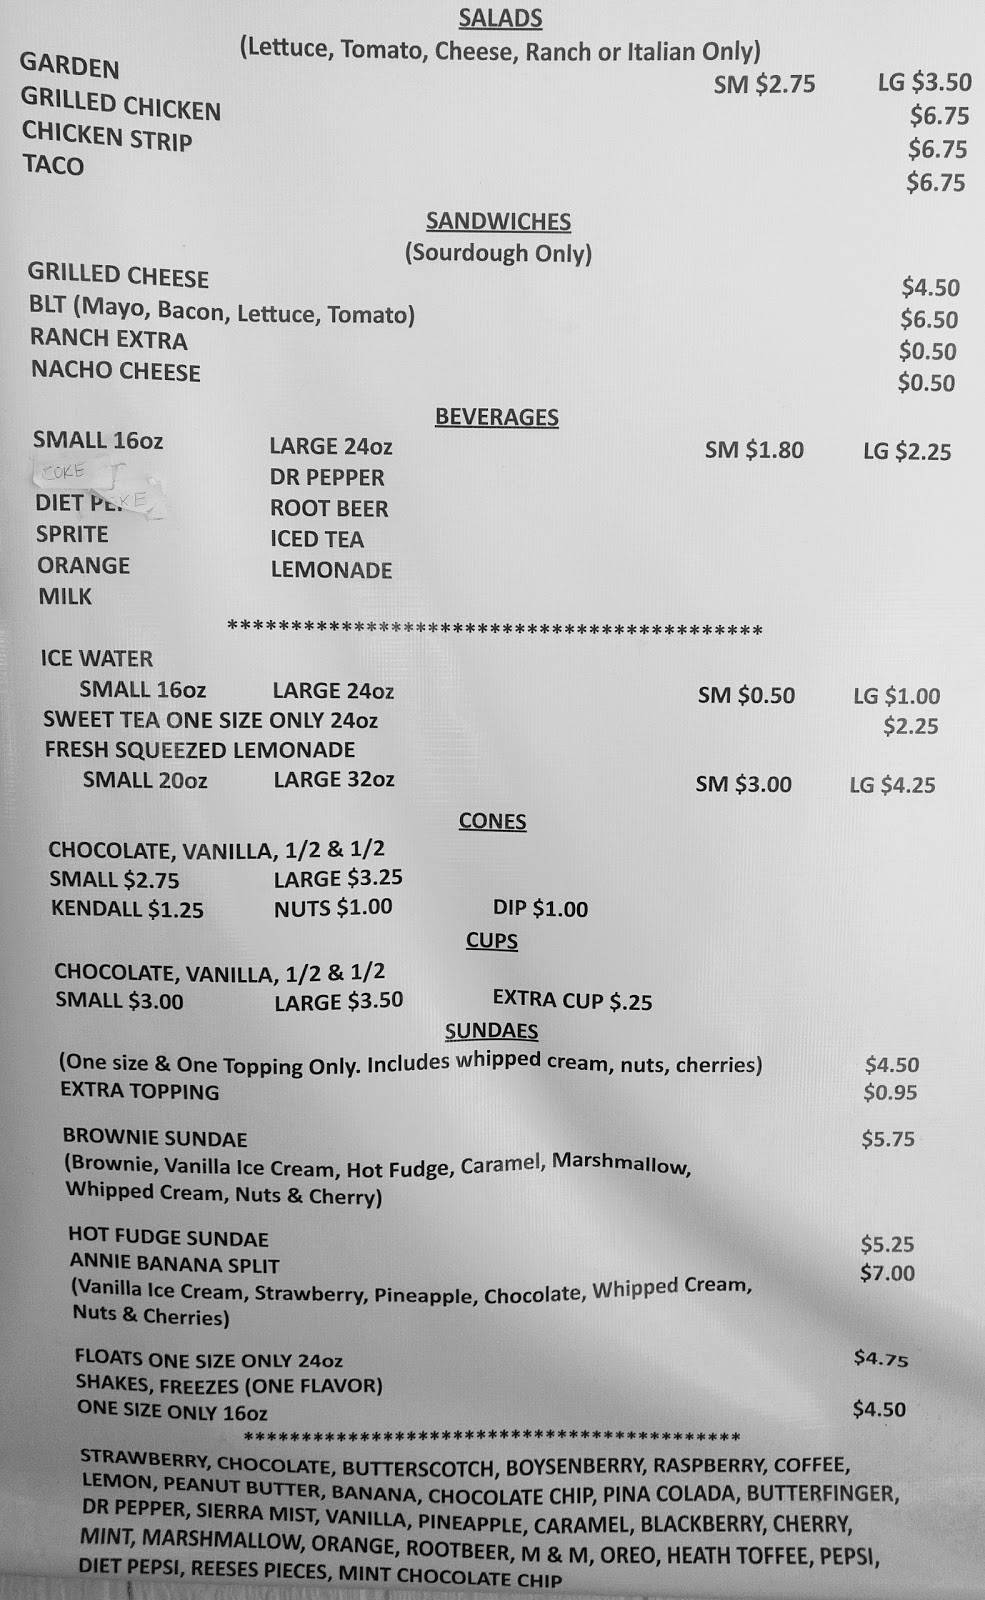 SALADS
(Lettuce, Tomato, Cheese, Ranch or Italian Only)
GARDEN SM $2.75 LG $3.50
GRILLED CHICKEN $6.75
CHICKEN STRIP $6.75
TACO $6.75
SANDWICHES
(Sourdough Only)
GRILLED CHEESE $4.50
BLT (Mayo, Bacon, Lettuce, Tomato) $6.50
RANCH EXTRA $0.50
NACHO CHEESE $0.50
BEVERAGES
SMALL 16oz LARGE 24oz SM $1.80 LG $2.25
COKE DR PEPPER
DIET ROOT BEER
SPRITE ICED TEA
ORANGE LEMONADE
MILK
******************************************
ICE WATER
SMALL 16oz LARGE 24oz SM $0.50 LG $1.00
SWEET TEA ONE SIZE ONLY 24oz $2.25
FRESH SQUEEZED LEMONADE
SMALL 20oz LARGE 32oz SM $3.00 LG $4.25
CONES
CHOCOLATE, VANILLA, 1/2 & 1/2
SMALL $2.75 LARGE $3.25
KENDALL $1.25 NUTS $1.00 DIP $1.00
CUPS
CHOCOLATE, VANILLA, 1/2 & 1/2
SMALL $3.00 LARGE $3.50 EXTRA CUP $.25
SUNDAES
(One size & One Topping Only. Includes whipped cream, nuts, cherries) $4.50
EXTRA TOPPING $0.95
BROWNIE SUNDAE $5.75
(Brownie, Vanilla Ice Cream, Hot Fudge, Caramel, Marshmallow,
Whipped Cream, Nuts & Cherry)
HOT FUDGE SUNDAE $5.25
ANNIE BANANA SPLIT $7.00
(Vanilla Ice Cream, Strawberry, Pineapple, Chocolate, Whipped Cream,
Nuts & Cherries)
FLOATS ONE SIZE ONLY 24oz $4.75
SHAKES, FREEZES (ONE FLAVOR)
ONE SIZE ONLY 16oz $4.50
******************************************
STRAWBERRY, CHOCOLATE, BUTTERSCOTCH, BOYSENBERRY, RASPBERRY, COFFEE,
LEMON, PEANUT BUTTER, BANANA, CHOCOLATE CHIP, PINA COLADA, BUTTERFINGER,
DR PEPPER, SIERRA MIST, VANILLA, PINEAPPLE, CARAMEL, BLACKBERRY, CHERRY,
MINT, MARSHMALLOW, ORANGE, ROOTBEER, M & M, OREO, HEATH TOFFEE, PEPSI,
DIET PEPSI, REESES PIECES, MINT CHOCOLATE CHIP